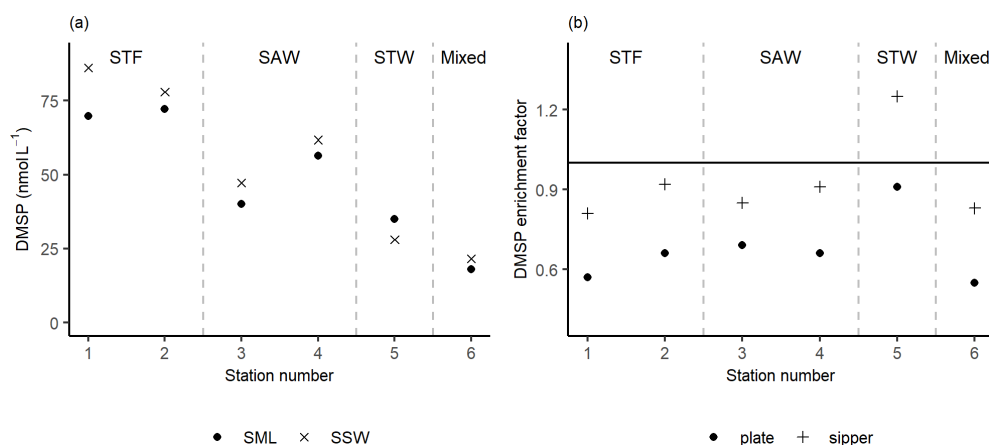 (a)
STF SAW STW Mixed
DMSP (nmol L⁻¹)
75
50
25
0
1 2 3 4 5 6
Station number
SML SSW
(b)
STF SAW STW Mixed
DMSP enrichment factor
1.2
0.9
0.6
1 2 3 4 5 6
Station number
plate sipper